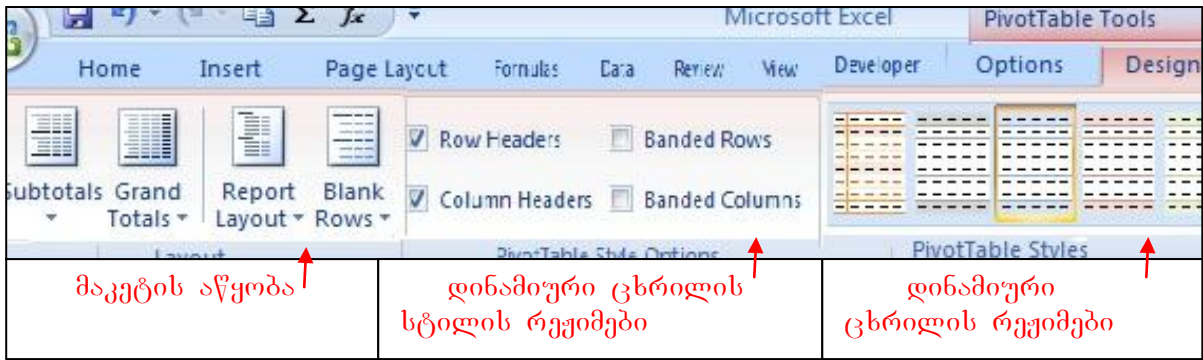 Σ fx Microsoft Excel PivotTable Tools
Home Insert Page Layout Formulas Data Review View Developer Options Design
Row Headers Banded Rows
Subtotals Grand Totals Report Layout Blank Rows
Column Headers Banded Columns
Layout PivotTable Style Options PivotTable Styles
მაკეტის აწყობა
დინამიური ცხრილის
სტილის რეჟიმები
დინამიური
ცხრილის რეჟიმები